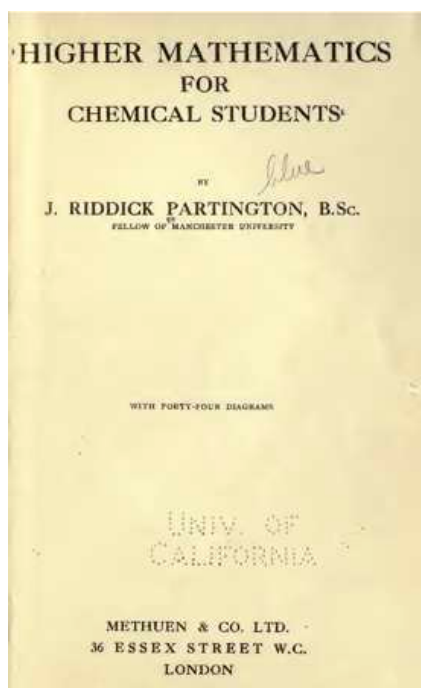 HIGHER MATHEMATICS
FOR
CHEMICAL STUDENTS
blue
BY
J. RIDDICK PARTINGTON, B.Sc.
FELLOW OF MANCHESTER UNIVERSITY
WITH FORTY-FOUR DIAGRAMS
UNIV. OF
CALIFORNIA
METHUEN & CO. LTD.
36 ESSEX STREET W.C.
LONDON